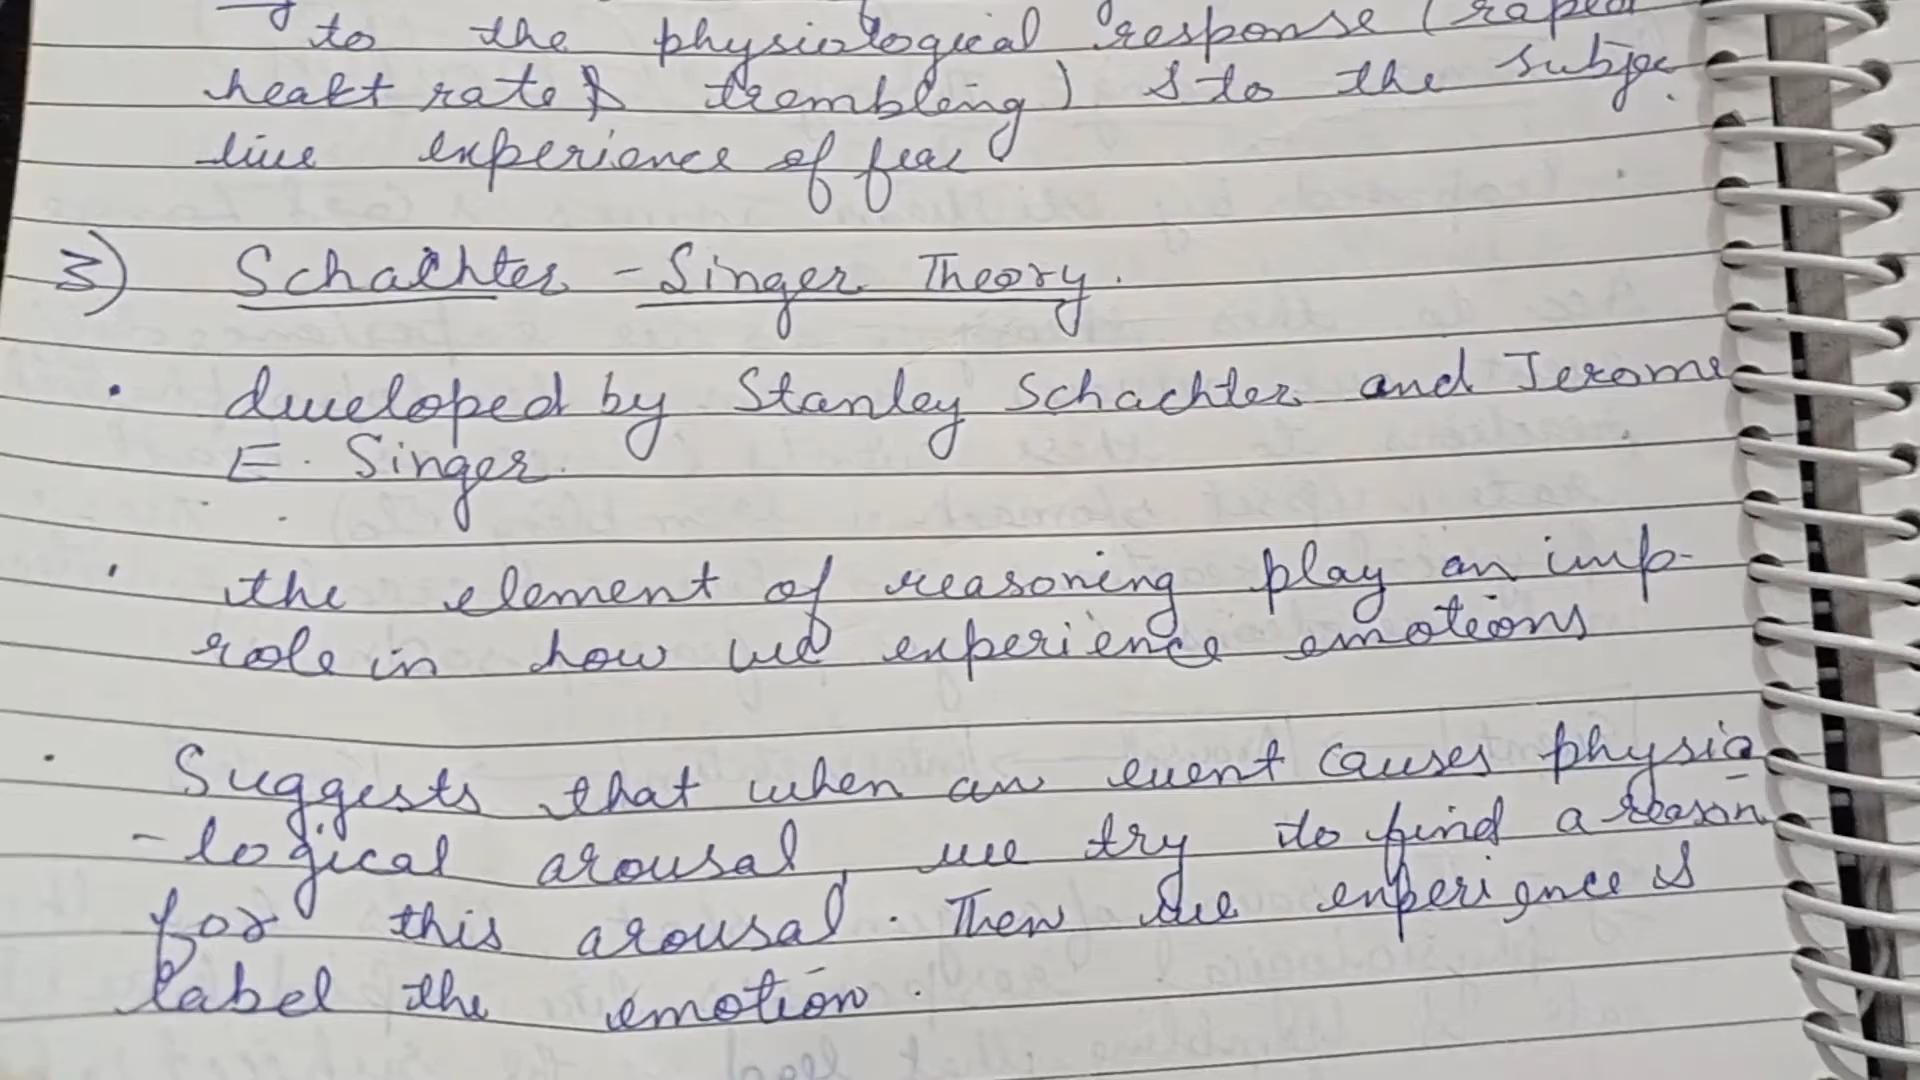 to the physiological response (rapid
heart rate & trembling) & to the subjec
tive experience of fear
3) Schachter - Singer Theory.
• developed by Stanley Schachter and Jerome
E. Singer.
• the element of reasoning play an imp.
role in how we experience emotions
• Suggests that when an event causes physio
- logical arousal, we try to find a reason
for this arousal. Then we experience &
label the emotion.